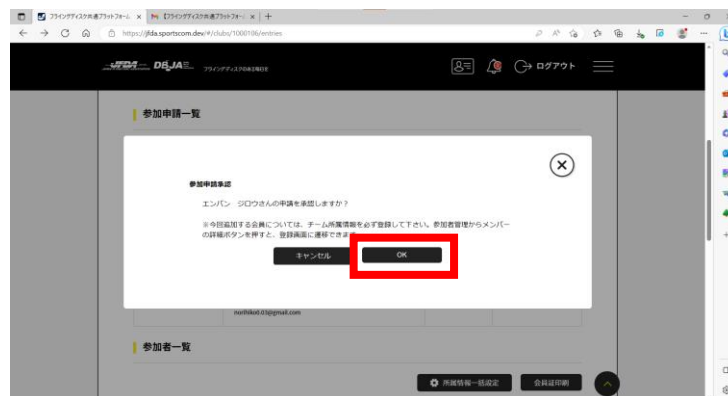 フライングディスク共通プラットフォーム
【フライングディスク共通プラットフォー
https://jfda.sportscom.dev/#/clubs/1000106/entries
JFDA DPJA
ログアウト
参加申請一覧
参加申請承認
エンバン ジロウさんの申請を承認しますか?
※今回追加する会員については、チーム所属情報を必ず登録して下さい。参加者管理からメンバー
の詳細ボタンを押すと、登録画面に遷移できます
キャンセル
OK
参加者一覧
所属情報一括設定
会員証印刷